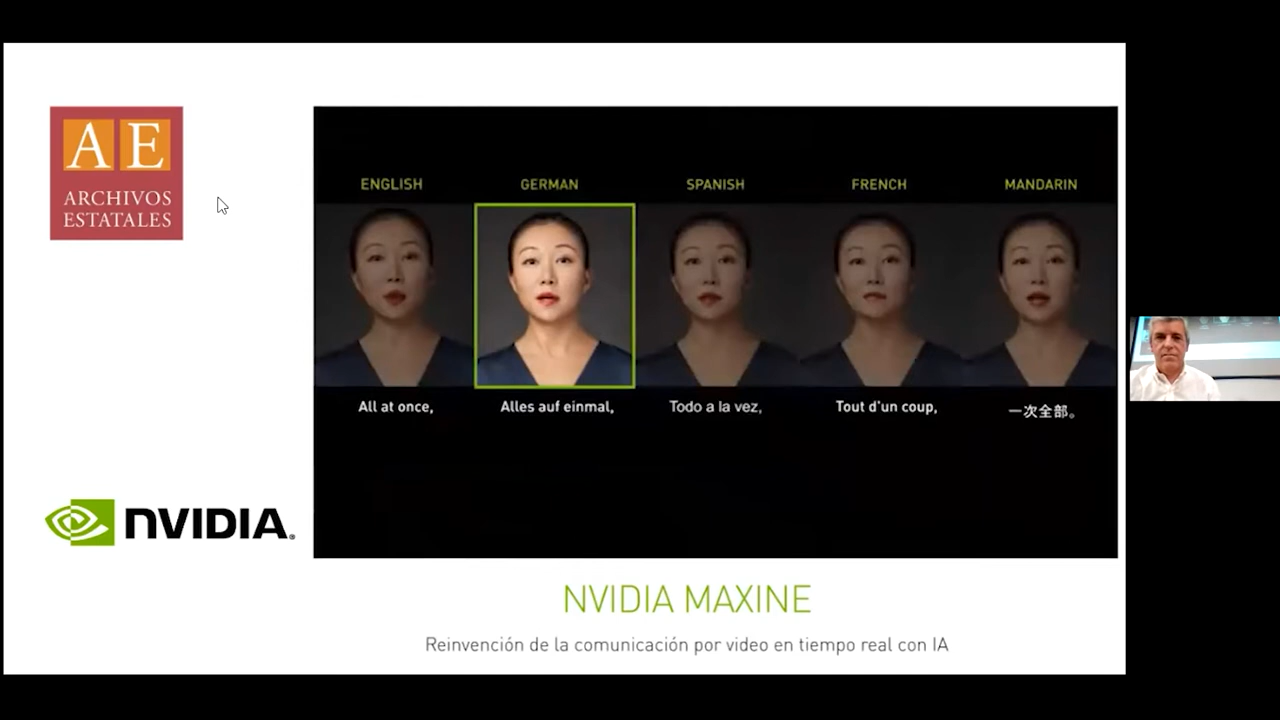 A E
ARCHIVOS
ESTATALES
ENGLISH GERMAN SPANISH FRENCH MANDARIN
All at once, Alles auf einmal, Todo a la vez, Tout d'un coup, 一次全部。
NVIDIA®
NVIDIA MAXINE
Reinvención de la comunicación por video en tiempo real con IA